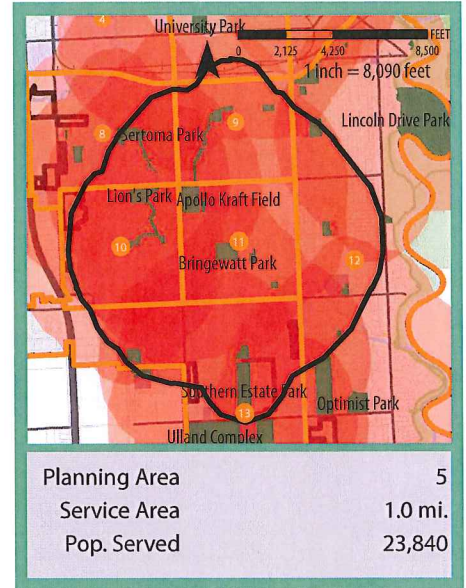 4
University Park
FEET
0 2,125 4,250 8,500
1 inch = 8,090 feet
Lincoln Drive Park
8
Sertoma Park
9
Lion's Park
Apollo Kraft Field
10
11
12
Bringewatt Park
Southern Estate Park
Optimist Park
13
Ulland Complex
Planning Area 5
Service Area 1.0 mi.
Pop. Served 23,840